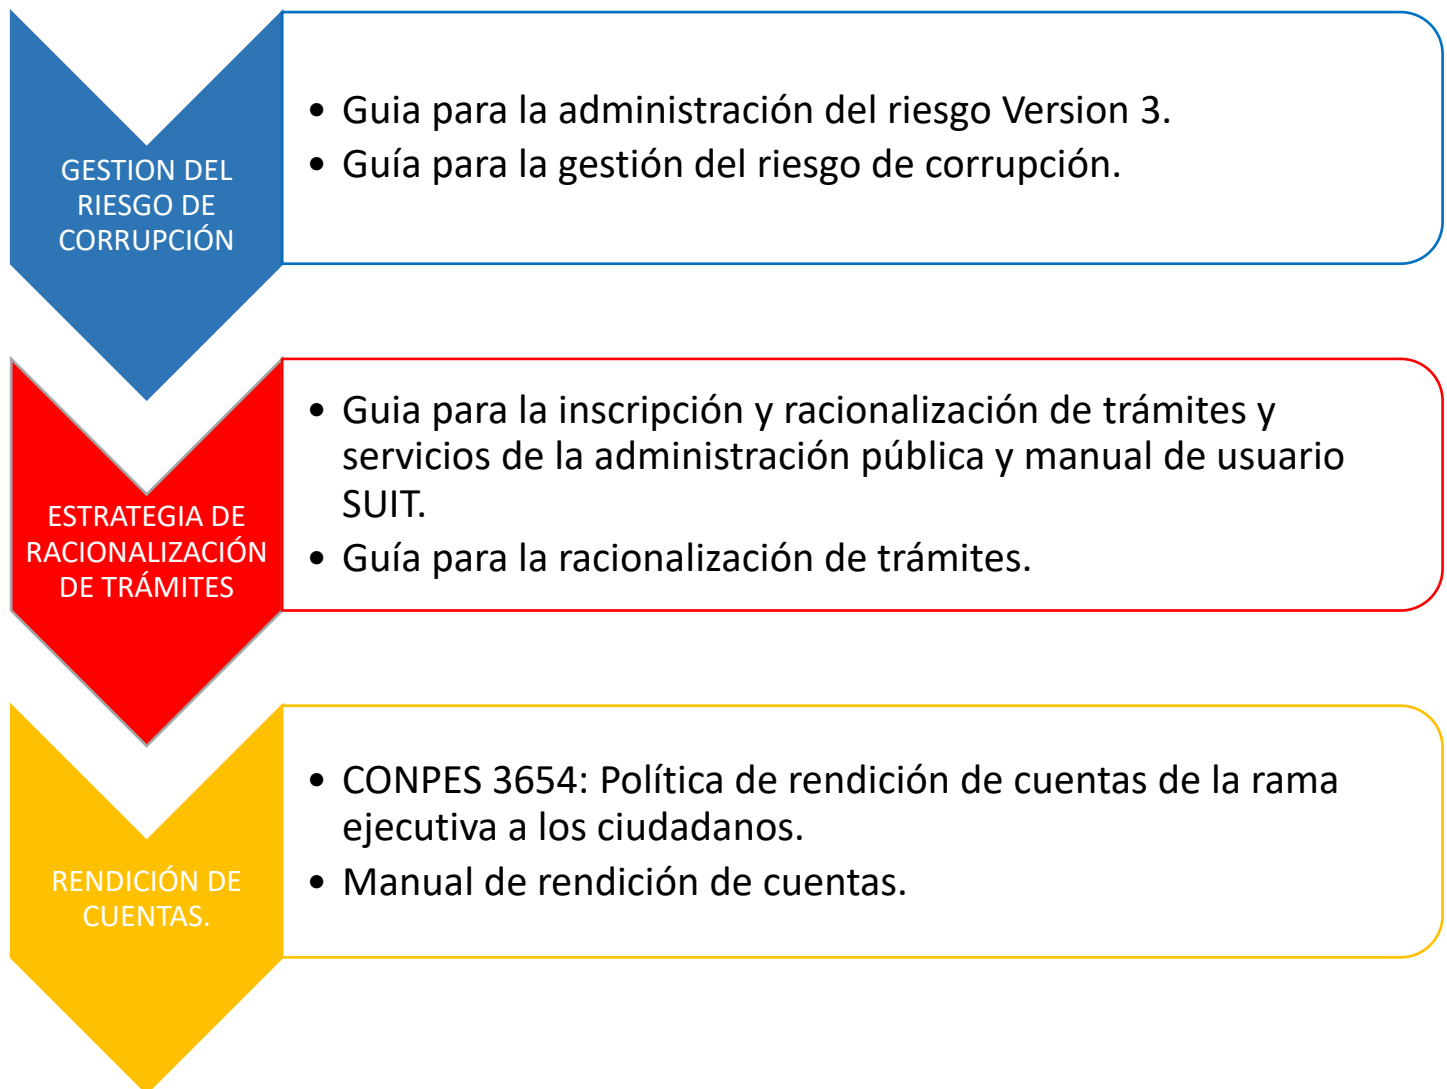 GESTION DEL
RIESGO DE
CORRUPCIÓN
• Guia para la administración del riesgo Version 3.
• Guía para la gestión del riesgo de corrupción.
ESTRATEGIA DE
RACIONALIZACIÓN
DE TRÁMITES
• Guia para la inscripción y racionalización de trámites y
servicios de la administración pública y manual de usuario
SUIT.
• Guía para la racionalización de trámites.
RENDICIÓN DE
CUENTAS.
• CONPES 3654: Política de rendición de cuentas de la rama
ejecutiva a los ciudadanos.
• Manual de rendición de cuentas.